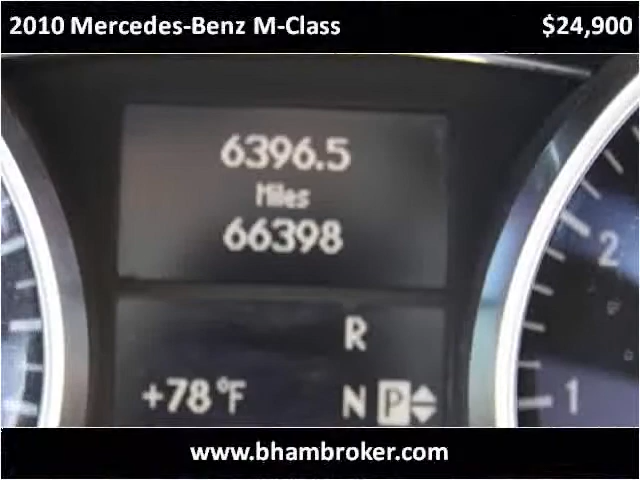 2010 Mercedes-Benz M-Class $24,900
6396.5
Miles
66398
R
+78°F N P
2
1
www.bhambroker.com